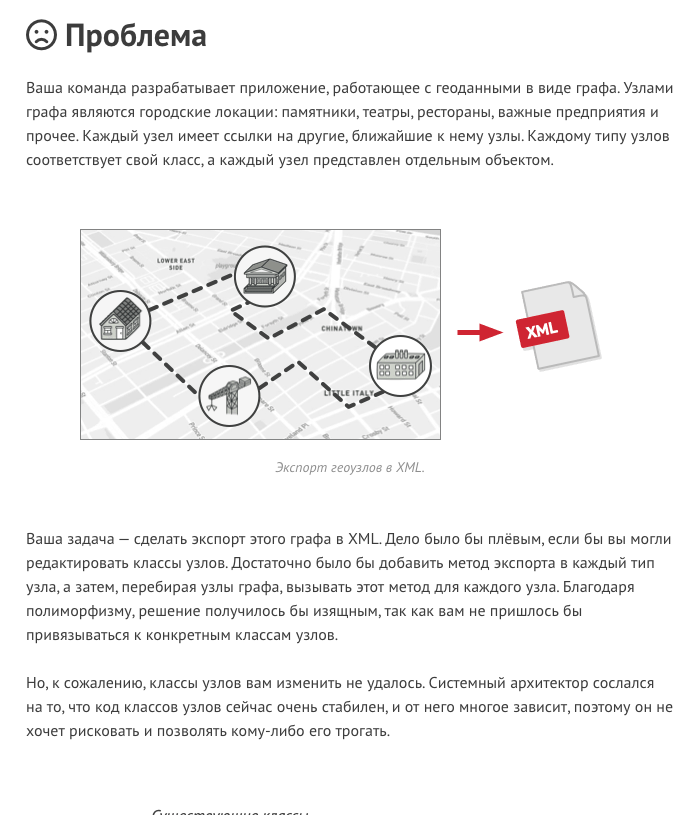 Проблема
Ваша команда разрабатывает приложение, работающее с геоданными в виде графа. Узлами
графа являются городские локации: памятники, театры, рестораны, важные предприятия и
прочее. Каждый узел имеет ссылки на другие, ближайшие к нему узлы. Каждому типу узлов
соответствует свой класс, а каждый узел представлен отдельным объектом.
LOWER EAST
SIDE
CHINATOWN
LITTLE ITALY
XML
Экспорт геоузлов в XML.
Ваша задача — сделать экспорт этого графа в XML. Дело было бы плёвым, если бы вы могли
редактировать классы узлов. Достаточно было бы добавить метод экспорта в каждый тип
узла, а затем, перебирая узлы графа, вызывать этот метод для каждого узла. Благодаря
полиморфизму, решение получилось бы изящным, так как вам не пришлось бы
привязываться к конкретным классам узлов.
Но, к сожалению, классы узлов вам изменить не удалось. Системный архитектор сослался
на то, что код классов узлов сейчас очень стабилен, и от него многое зависит, поэтому он не
хочет рисковать и позволять кому-либо его трогать.
Существующие классы